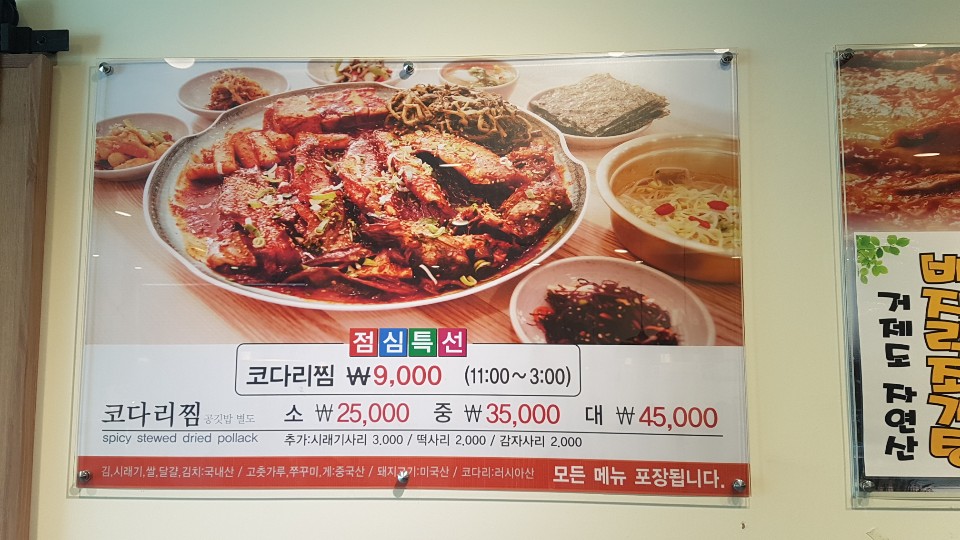 점심특선
코다리찜 ₩9,000 (11:00~3:00)
코다리찜 공깃밥 별도 소 ₩25,000 중 ₩35,000 대 ₩45,000
spicy stewed dried pollack 추가:시래기사리 3,000 / 떡사리 2,000 / 감자사리 2,000
김,시래기,쌀,달걀,김치:국내산 / 고춧가루,쭈꾸미,게:중국산 / 돼지고기:미국산 / 코다리:러시아산 모든 메뉴 포장됩니다.
거제도 자연산